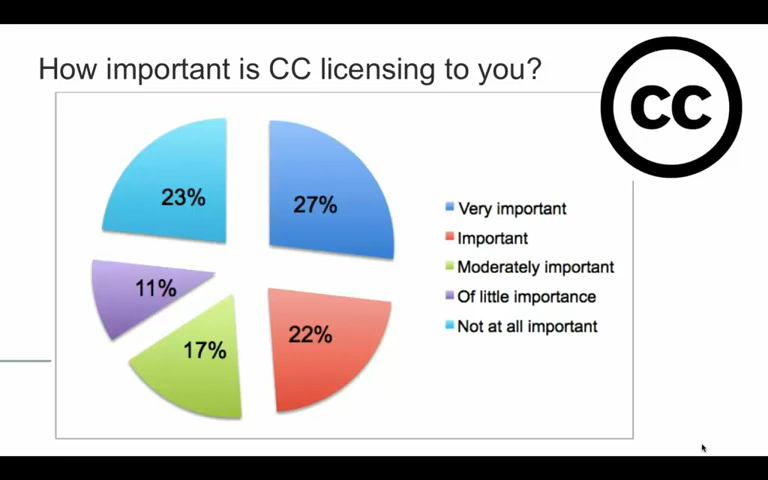 How important is CC licensing to you?
CC
23%
27%
11%
17%
22%
Very important
Important
Moderately important
Of little importance
Not at all important